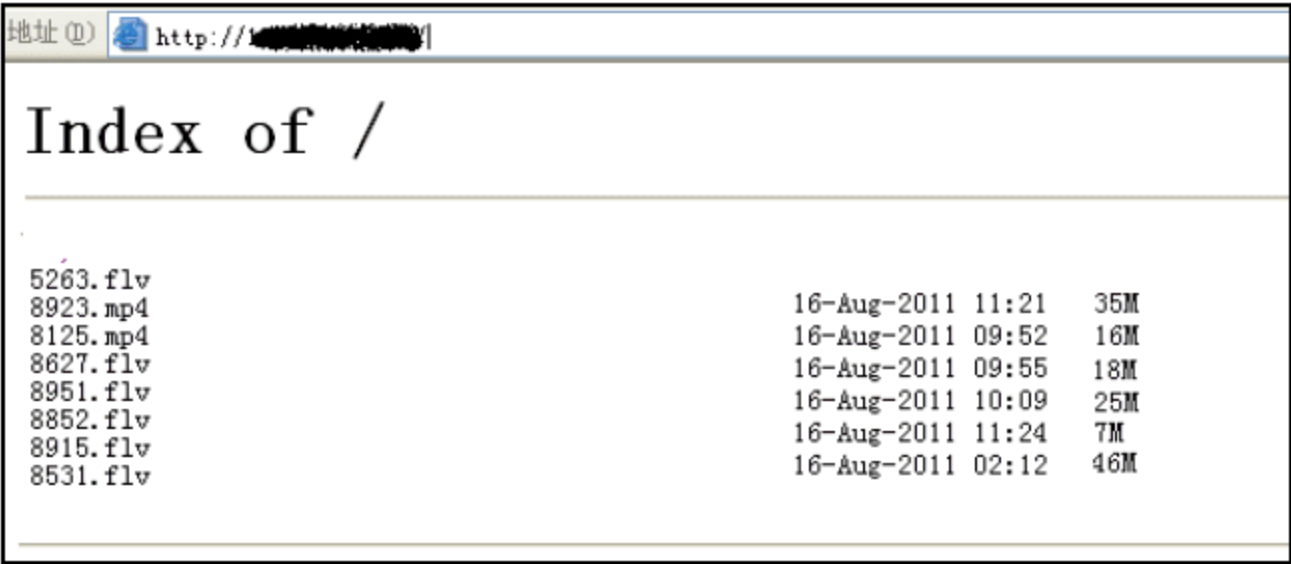 地址(D) http://1
Index of /
5263.flv
8923.mp4 16-Aug-2011 11:21 35M
8125.mp4 16-Aug-2011 09:52 16M
8627.flv 16-Aug-2011 09:55 18M
8951.flv 16-Aug-2011 10:09 25M
8852.flv 16-Aug-2011 11:24 7M
8915.flv 16-Aug-2011 02:12 46M
8531.flv